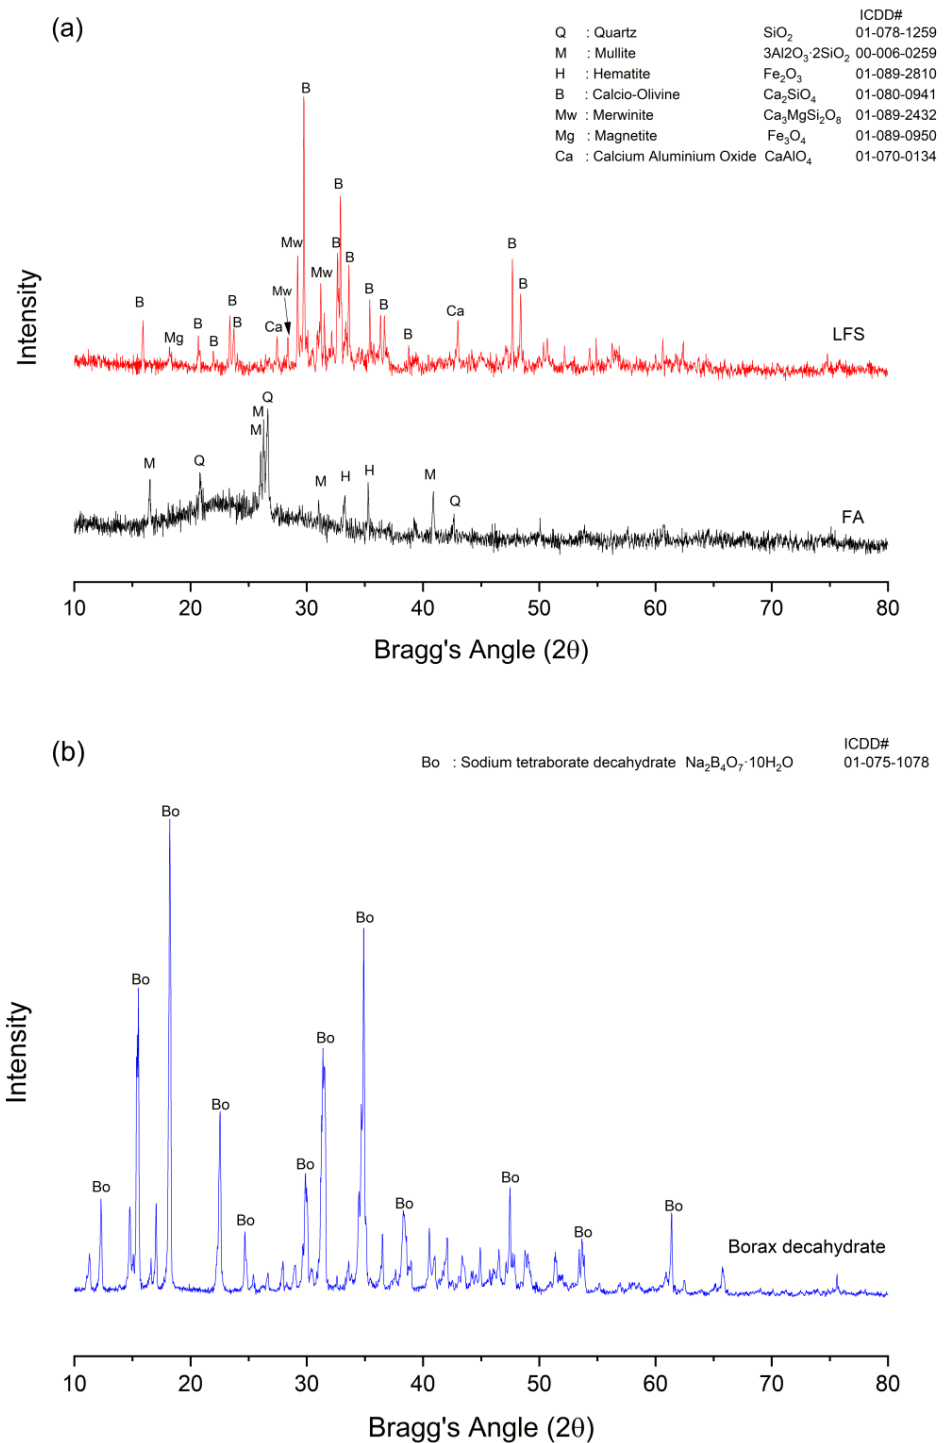 (a)
ICDD#
Q : Quartz SiO₂ 01-078-1259
M : Mullite 3Al2O₃·2SiO₂ 00-006-0259
H : Hematite Fe₂O₃ 01-089-2810
B : Calcio-Olivine Ca₂SiO₄ 01-080-0941
Mw : Merwinite Ca₃MgSi₂O₈ 01-089-2432
Mg : Magnetite Fe₃O₄ 01-089-0950
Ca : Calcium Aluminium Oxide CaAlO₄ 01-070-0134
B
B
Mw B B
Mw
B B
B
Mw
B B
B Mg B B B Ca B B B Ca
LFS
Q
M
M
M Q M H H M Q
FA
Intensity
10 20 30 40 50 60 70 80
Bragg's Angle (2θ)
(b)
ICDD#
Bo : Sodium tetraborate decahydrate Na₂B₄O₇·10H₂O 01-075-1078
Bo
Bo
Bo
Bo
Bo
Bo
Bo
Bo
Bo
Bo
Bo
Bo
Bo
Borax decahydrate
Intensity
10 20 30 40 50 60 70 80
Bragg's Angle (2θ)